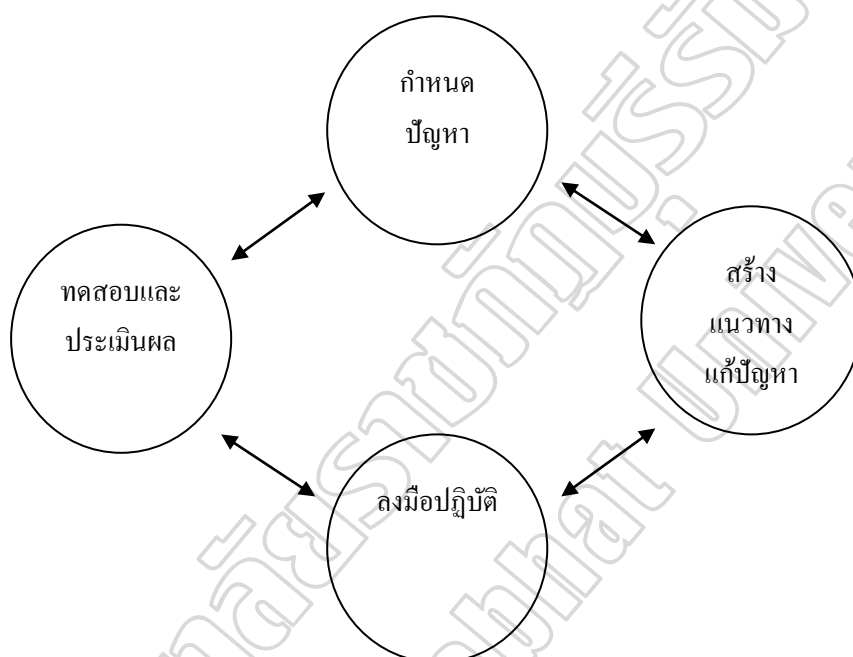 กำหนด
ปัญหา
สร้าง
แนวทาง
แก้ปัญหา
ทดสอบและ
ประเมินผล
ลงมือปฏิบัติ